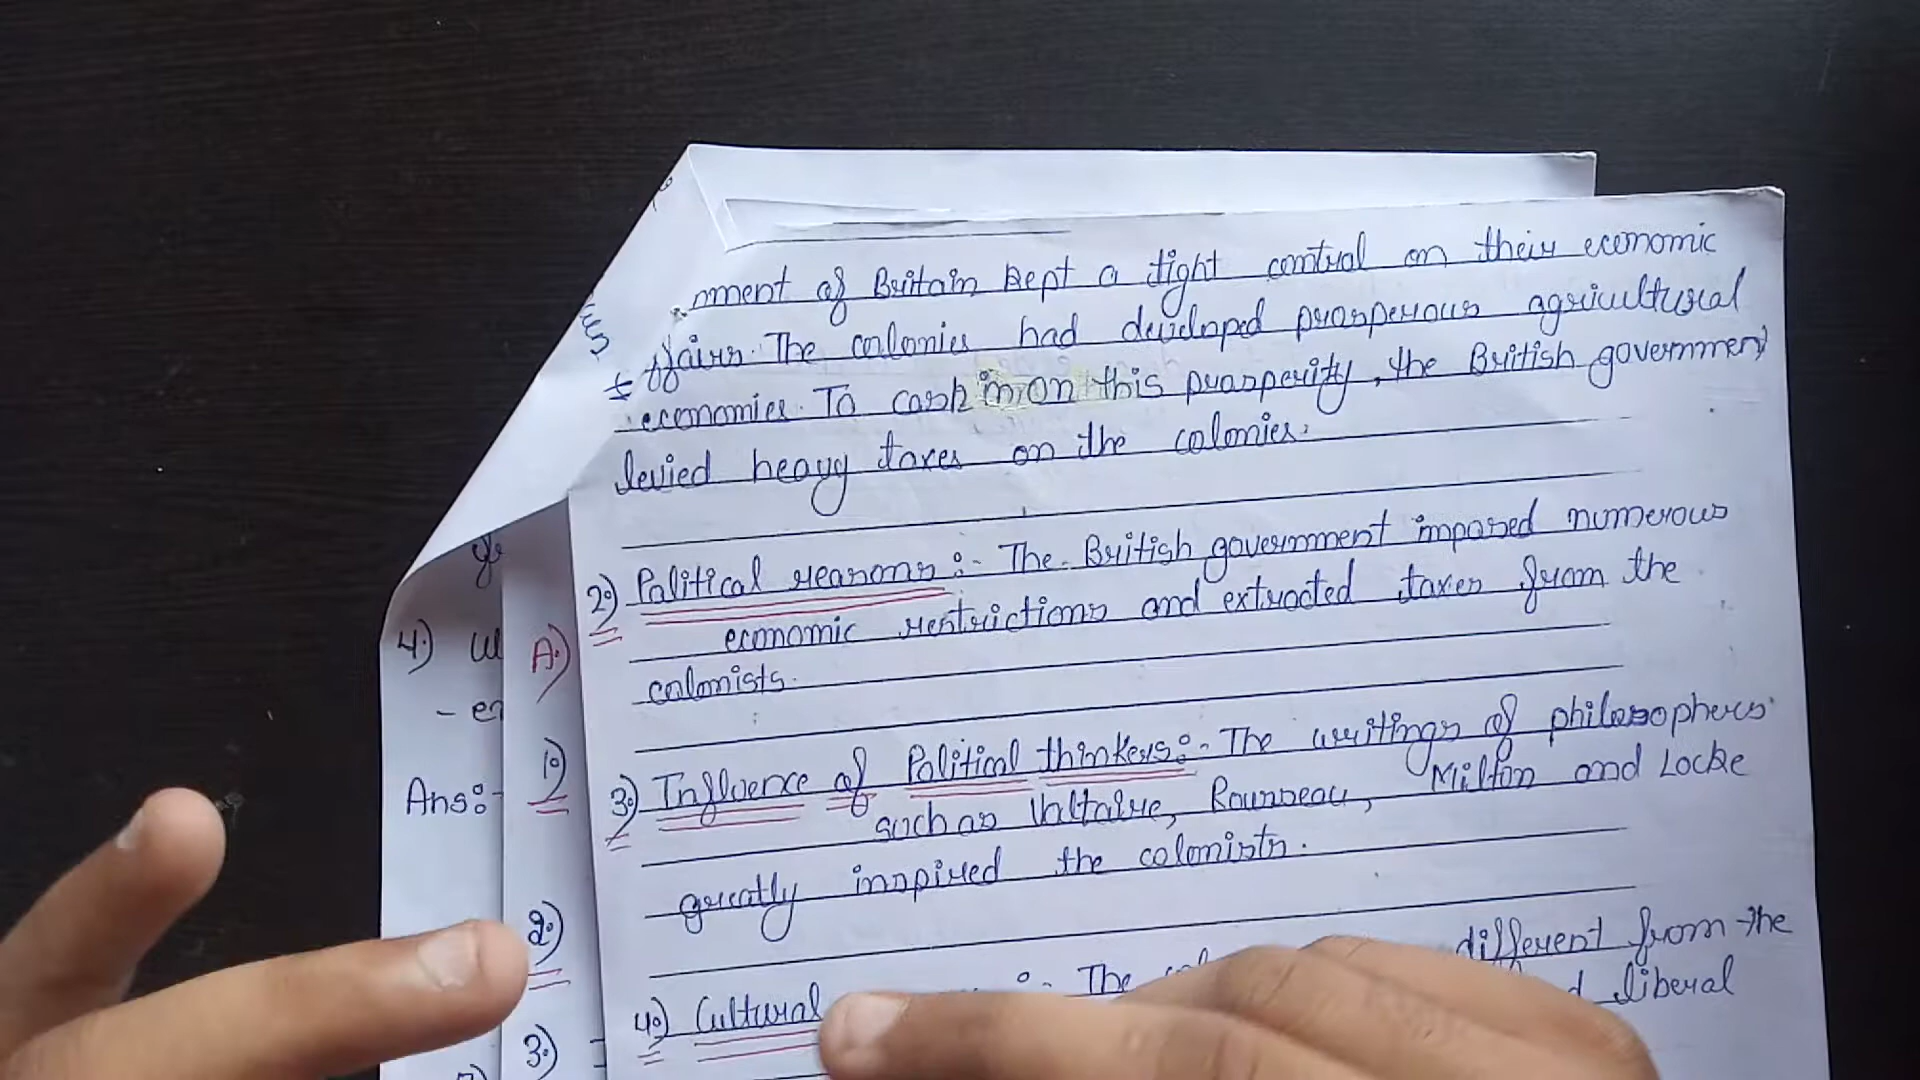 nment of Britain kept a tight control on their economic
ffairs. The colonies had developed prosperous agricultural
economies. To cash in on this prosperity, the British government
levied heavy taxes on the colonies.
2.) Political reasons :- The British government imposed numerous
economic restrictions and extracted taxes from the
colonists.
3.) Influence of Political thinkers :- The writings of philosophers
such as Voltaire, Rousseau, Milton and Locke
greatly inspired the colonists.
4.) Cultural :- The different from the
liberal
4.)
Ans:-
A.)
1.)
2.)
3.)